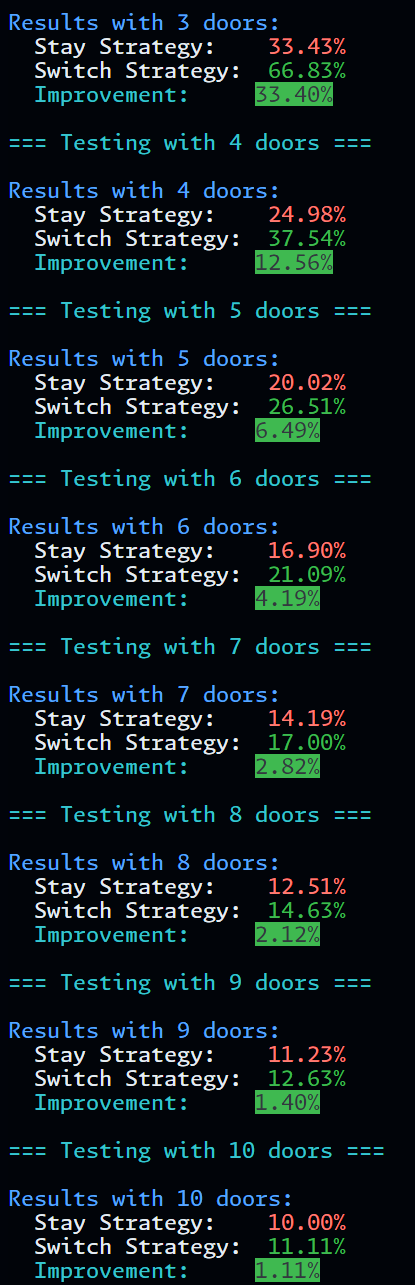 Results with 3 doors:
  Stay Strategy:    33.43%
  Switch Strategy:  66.83%
  Improvement:     33.40%
=== Testing with 4 doors ===
Results with 4 doors:
  Stay Strategy:    24.98%
  Switch Strategy:  37.54%
  Improvement:     12.56%
=== Testing with 5 doors ===
Results with 5 doors:
  Stay Strategy:    20.02%
  Switch Strategy:  26.51%
  Improvement:     6.49%
=== Testing with 6 doors ===
Results with 6 doors:
  Stay Strategy:    16.90%
  Switch Strategy:  21.09%
  Improvement:     4.19%
=== Testing with 7 doors ===
Results with 7 doors:
  Stay Strategy:    14.19%
  Switch Strategy:  17.00%
  Improvement:     2.82%
=== Testing with 8 doors ===
Results with 8 doors:
  Stay Strategy:    12.51%
  Switch Strategy:  14.63%
  Improvement:     2.12%
=== Testing with 9 doors ===
Results with 9 doors:
  Stay Strategy:    11.23%
  Switch Strategy:  12.63%
  Improvement:     1.40%
=== Testing with 10 doors ===
Results with 10 doors:
  Stay Strategy:    10.00%
  Switch Strategy:  11.11%
  Improvement:     1.11%